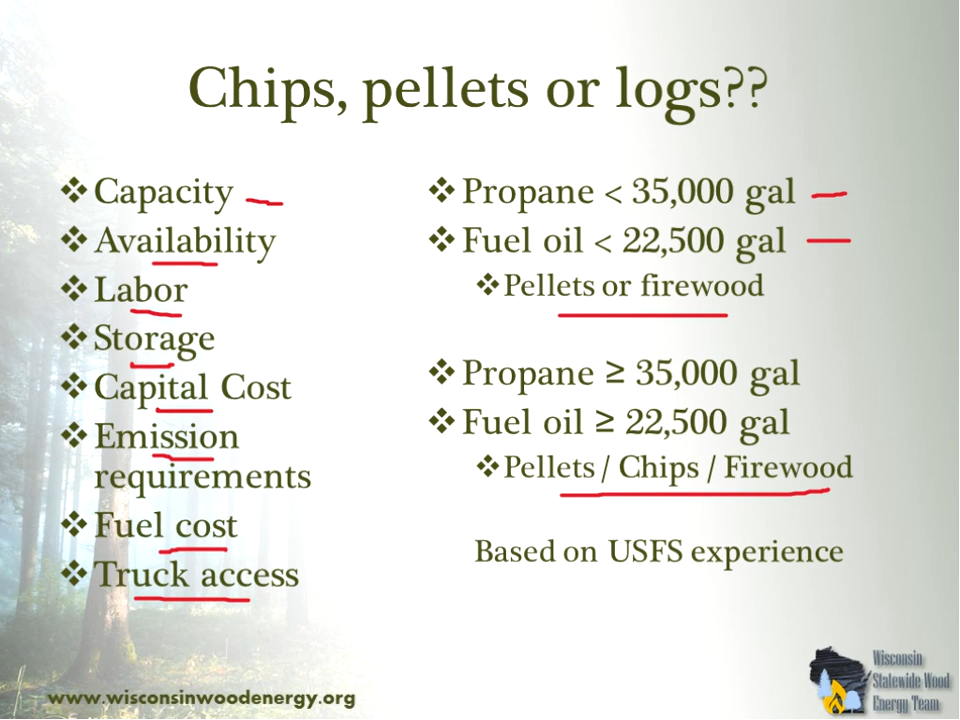 Chips, pellets or logs??
Capacity
Availability
Labor
Storage
Capital Cost
Emission
requirements
Fuel cost
Truck access
Propane < 35,000 gal
Fuel oil < 22,500 gal
Pellets or firewood
Propane ≥ 35,000 gal
Fuel oil ≥ 22,500 gal
Pellets / Chips / Firewood
Based on USFS experience
www.wisconsinwoodenergy.org
Wisconsin
Statewide Wood
Energy Team